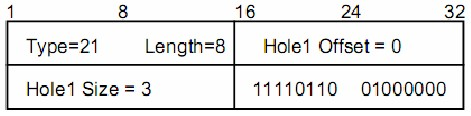 1 8 16 24 32
Type=21 Length=8 Hole1 Offset = 0
Hole1 Size = 3 11110110 01000000